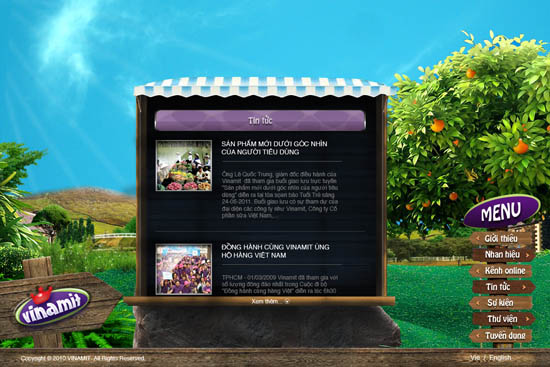 Tin tức
SẢN PHẨM MỚI DƯỚI GÓC NHÌN
CỦA NGƯỜI TIÊU DÙNG
Ông Lê Quốc Trung, giám đốc điều hành của
Vinamit đã tham gia buổi giao lưu trực tuyến
"Sản phẩm mới dưới góc nhìn của người tiêu
dùng" diễn ra tại tòa soạn báo Tuổi Trẻ sáng
24-06-2011. Buổi giao lưu có sự tham dự của
đại diện các công ty như Vinamit, Công ty Cổ
phần sữa Việt Nam,...
ĐỒNG HÀNH CÙNG VINAMIT ỦNG
HỘ HÀNG VIỆT NAM
TPHCM - 01/03/2009 Vinamit đã tham gia với
số lượng đông đảo nhất trong Cuộc đi bộ
"Đồng hành cùng hàng Việt" diễn ra lúc 6h30
Xem thêm...
MENU
Giới thiệu
Nhãn hiệu
Kênh online
Tin tức
Sự kiện
Thư viện
Tuyển dụng
vinamit
Copyright © 2010 VINAMIT- All Rights Reserved.
Vie | English